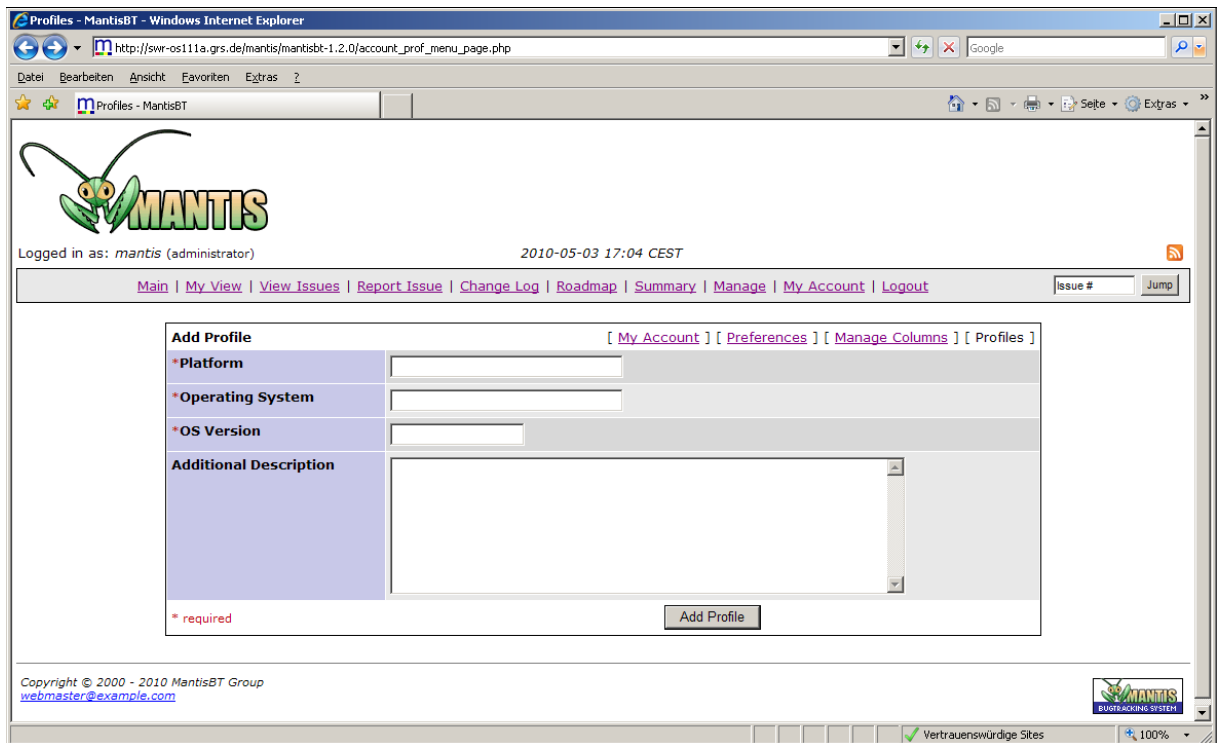 Profiles - MantisBT - Windows Internet Explorer
http://swr-os111a.grs.de/mantis/mantisbt-1.2.0/account_prof_menu_page.php
Google
Datei Bearbeiten Ansicht Favoriten Extras ?
Profiles - MantisBT
Seite Extras »
MANTIS
Logged in as: mantis (administrator) 2010-05-03 17:04 CEST
Main | My View | View Issues | Report Issue | Change Log | Roadmap | Summary | Manage | My Account | Logout Issue # Jump
Add Profile [ My Account ] [ Preferences ] [ Manage Columns ] [ Profiles ]
*Platform
*Operating System
*OS Version
Additional Description
* required Add Profile
Copyright © 2000 - 2010 MantisBT Group
webmaster@example.com
MANTIS
BUGTRACKING SYSTEM
Vertrauenswürdige Sites 100%